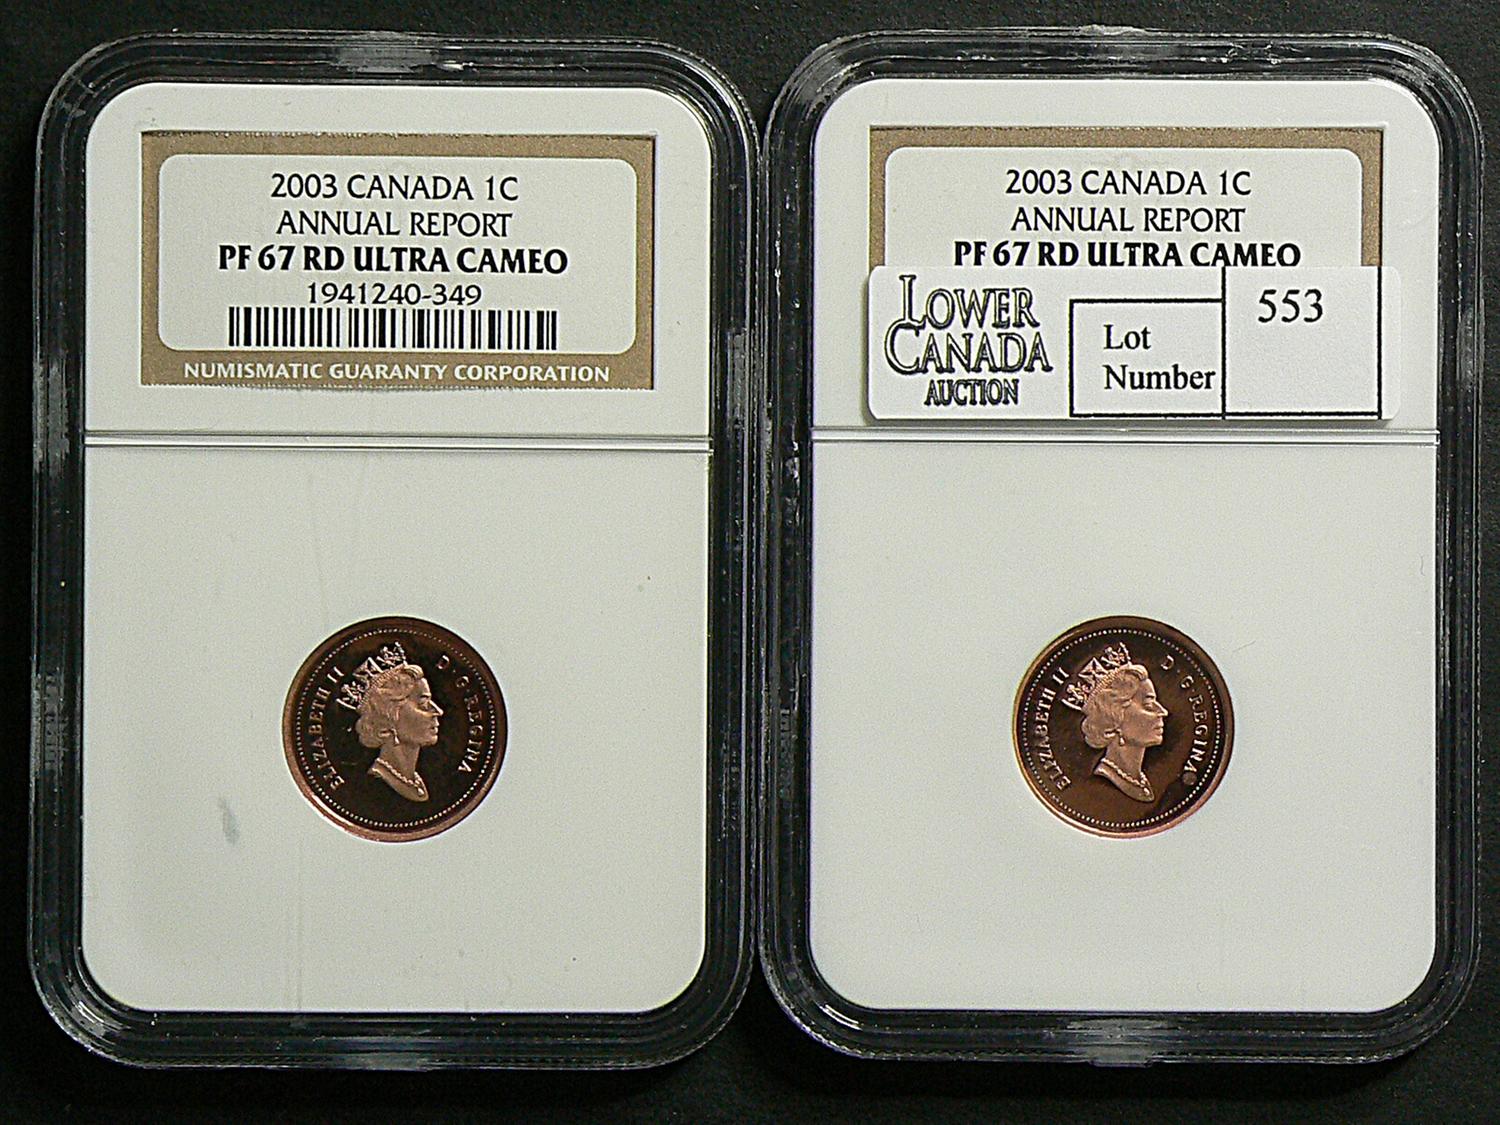 2003 CANADA 1C
ANNUAL REPORT
PF 67 RD ULTRA CAMEO
1941240-349
NUMISMATIC GUARANTY CORPORATION
ELIZABETH II D·G·REGINA
2003 CANADA 1C
ANNUAL REPORT
PF 67 RD ULTRA CAMEO
LOWER
CANADA
AUCTION
Lot
Number
553
ELIZABETH II D·G·REGINA